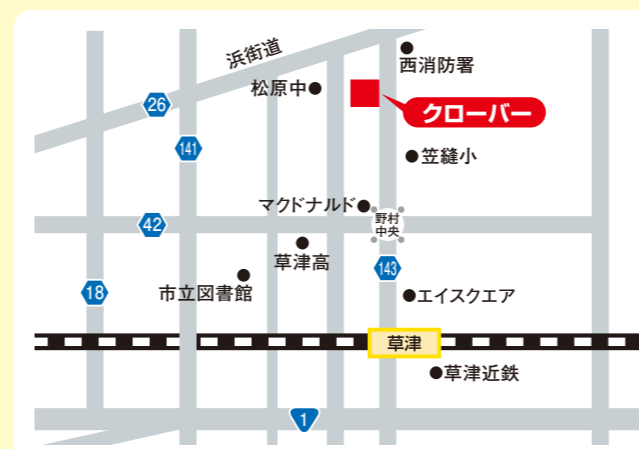 浜街道
西消防署
松原中
26
クローバー
141
笠縫小
マクドナルド
野村
中央
42
草津高
143
市立図書館
18
エイスクエア
草津
草津近鉄
1